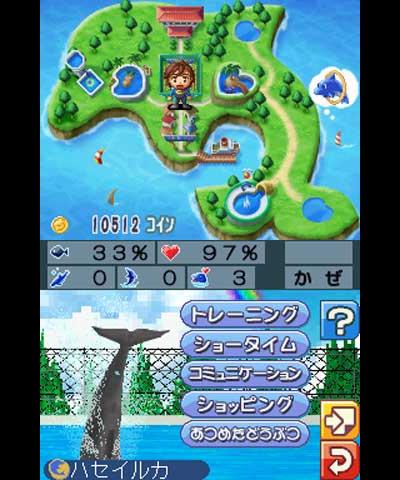 10512 コイン
33% 97%
0 0 3 かぜ
トレーニング
?
ショータイム
コミュニケーション
ショッピング
あつめたどうぶつ
ハセイルカ